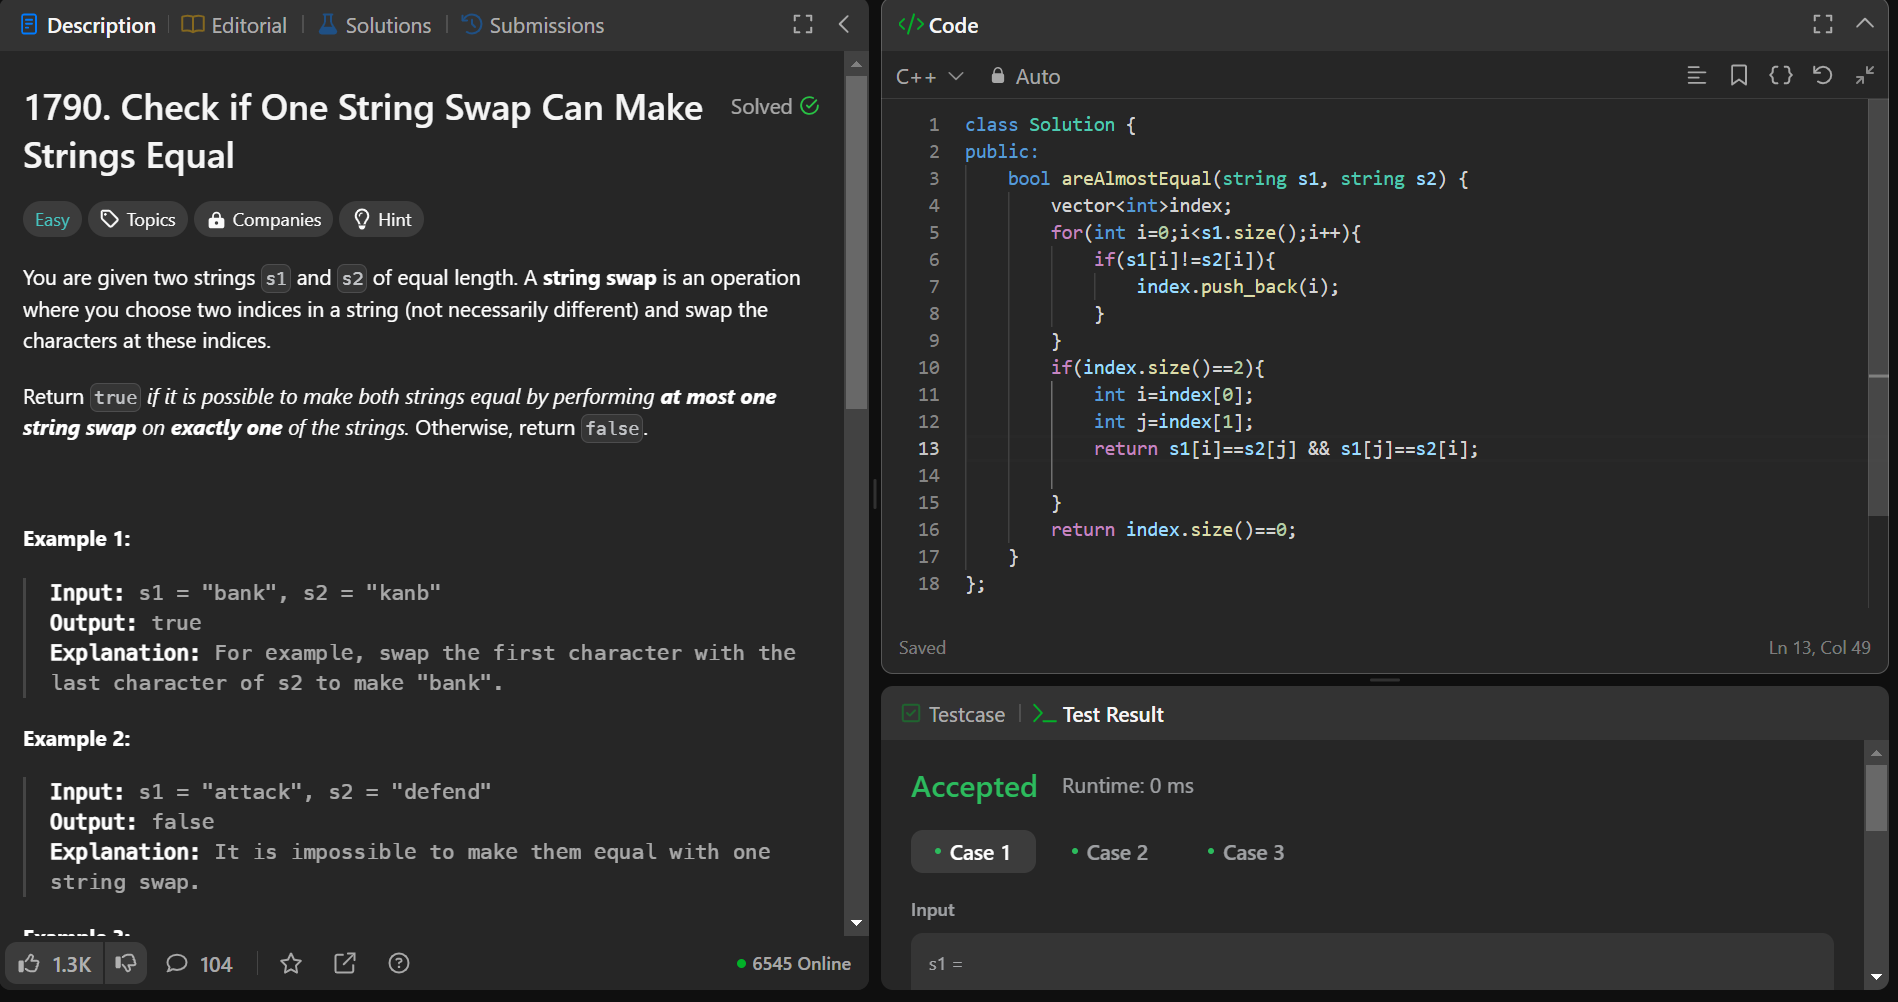 Description
Editorial
Solutions
Submissions
1790. Check if One String Swap Can Make
Strings Equal
Solved
Easy
Topics
Companies
Hint
You are given two strings s1 and s2 of equal length. A string swap is an operation
where you choose two indices in a string (not necessarily different) and swap the
characters at these indices.
Return true if it is possible to make both strings equal by performing at most one
string swap on exactly one of the strings. Otherwise, return false.
Example 1:
Input: s1 = "bank", s2 = "kanb"
Output: true
Explanation: For example, swap the first character with the
last character of s2 to make "bank".
Example 2:
Input: s1 = "attack", s2 = "defend"
Output: false
Explanation: It is impossible to make them equal with one
string swap.
Example 3:
1.3K
104
6545 Online
</> Code
C++
Auto
1 class Solution {
2 public:
3 bool areAlmostEqual(string s1, string s2) {
4 vector<int>index;
5 for(int i=0;i<s1.size();i++){
6 if(s1[i]!=s2[i]){
7 index.push_back(i);
8 }
9 }
10 if(index.size()==2){
11 int i=index[0];
12 int j=index[1];
13 return s1[i]==s2[j] && s1[j]==s2[i];
14
15 }
16 return index.size()==0;
17 }
18 };
Saved
Ln 13, Col 49
Testcase
>_ Test Result
Accepted
Runtime: 0 ms
Case 1
Case 2
Case 3
Input
s1 =